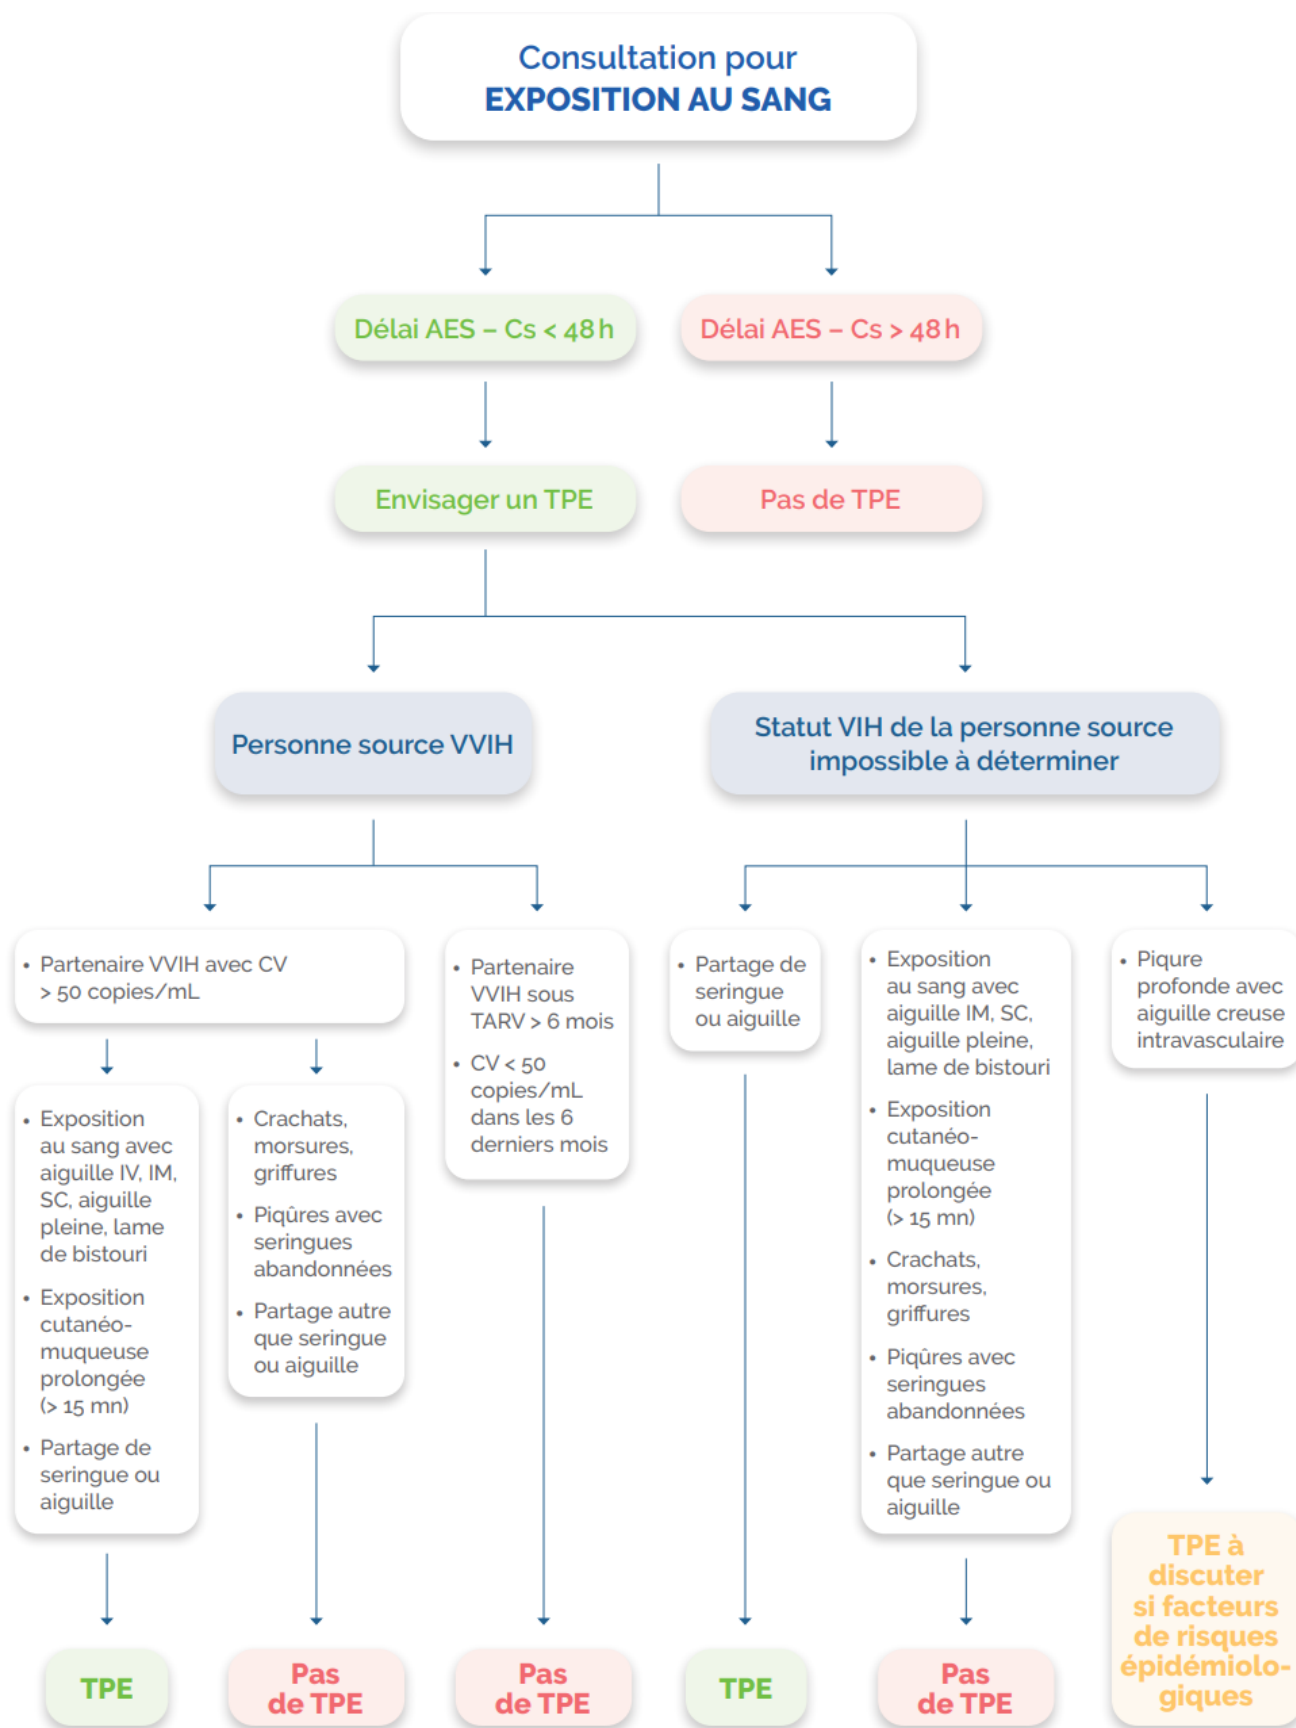 Consultation pour
EXPOSITION AU SANG
Délai AES – Cs < 48 h
Délai AES – Cs > 48 h
Envisager un TPE
Pas de TPE
Personne source VVIH
Statut VIH de la personne source
impossible à déterminer
• Partenaire VVIH avec CV
> 50 copies/mL
• Exposition
au sang avec
aiguille IV, IM,
SC, aiguille
pleine, lame
de bistouri
• Exposition
cutanéo-
muqueuse
prolongée
(> 15 mn)
• Partage de
seringue ou
aiguille
• Crachats,
morsures,
griffures
• Piqûres avec
seringues
abandonnées
• Partage autre
que seringue
ou aiguille
• Partenaire
VVIH sous
TARV > 6 mois
• CV < 50
copies/mL
dans les 6
derniers mois
• Partage de
seringue
ou aiguille
• Exposition
au sang avec
aiguille IM, SC,
aiguille pleine,
lame de bistouri
• Exposition
cutanéo-
muqueuse
prolongée
(> 15 mn)
• Crachats,
morsures,
griffures
• Piqûres avec
seringues
abandonnées
• Partage autre
que seringue ou
aiguille
• Piqure
profonde avec
aiguille creuse
intravasculaire
TPE
Pas
de TPE
Pas
de TPE
TPE
Pas
de TPE
TPE à
discuter
si facteurs
de risques
épidémiolo-
giques